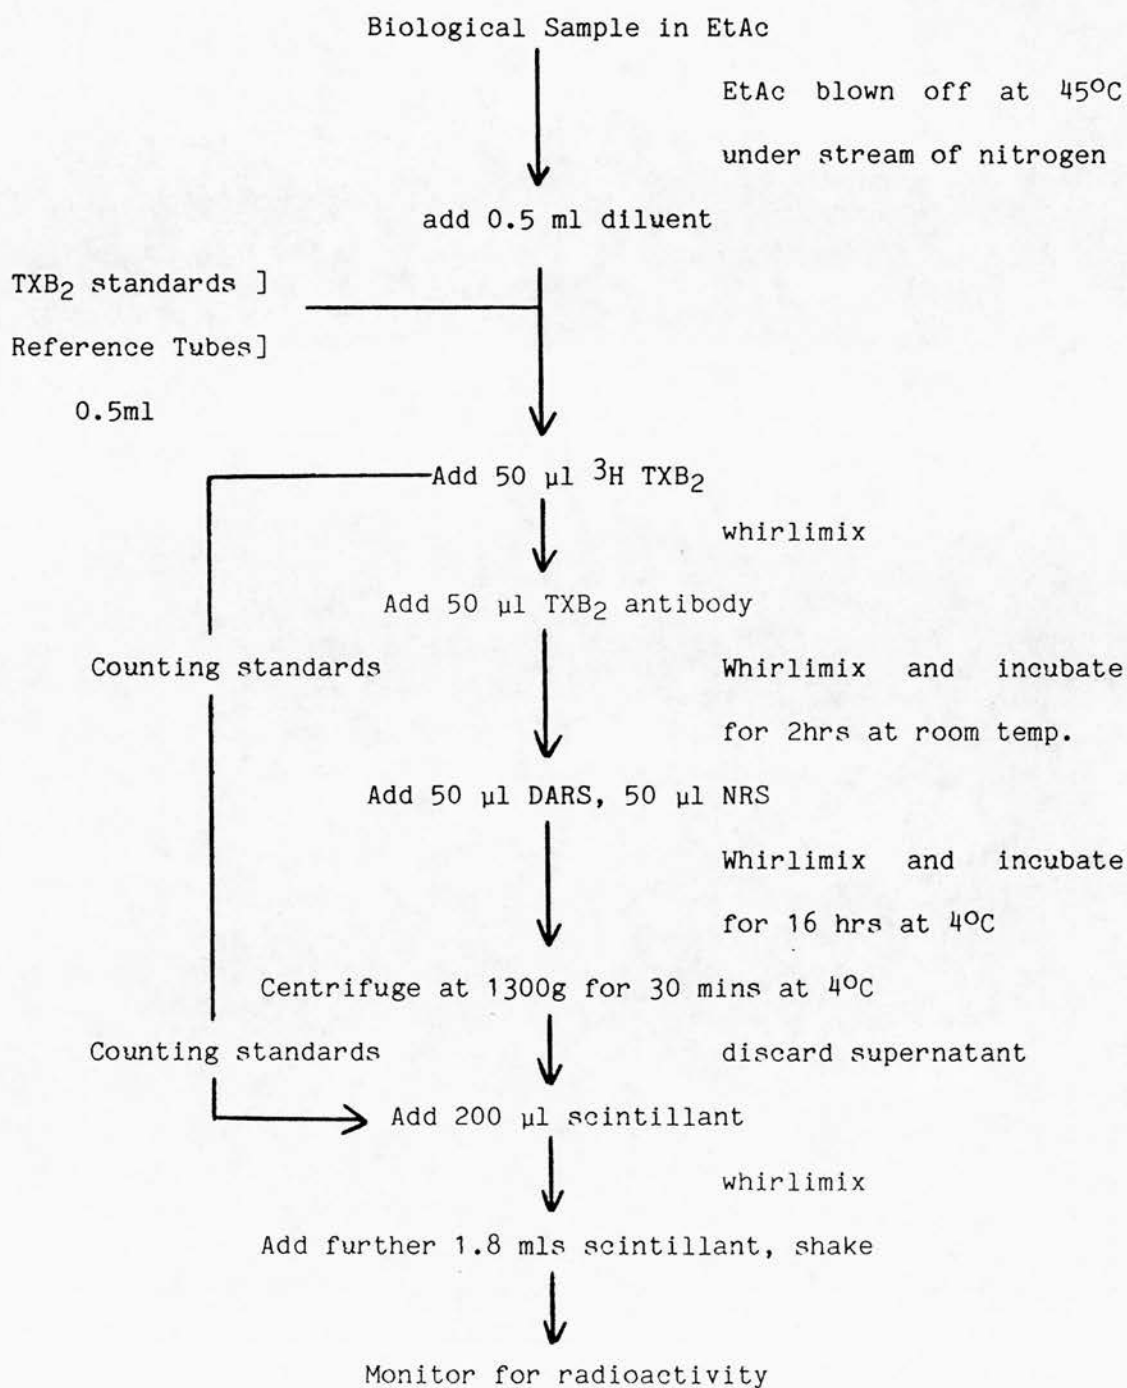 Biological Sample in EtAc
EtAc blown off at 45ºC
under stream of nitrogen
add 0.5 ml diluent
TXB2 standards ]
Reference Tubes]
0.5ml
Add 50 µl 3H TXB2
whirlimix
Add 50 µl TXB2 antibody
Counting standards
Whirlimix and incubate
for 2hrs at room temp.
Add 50 µl DARS, 50 µl NRS
Whirlimix and incubate
for 16 hrs at 4ºC
Centrifuge at 1300g for 30 mins at 4ºC
Counting standards
discard supernatant
Add 200 µl scintillant
whirlimix
Add further 1.8 mls scintillant, shake
Monitor for radioactivity